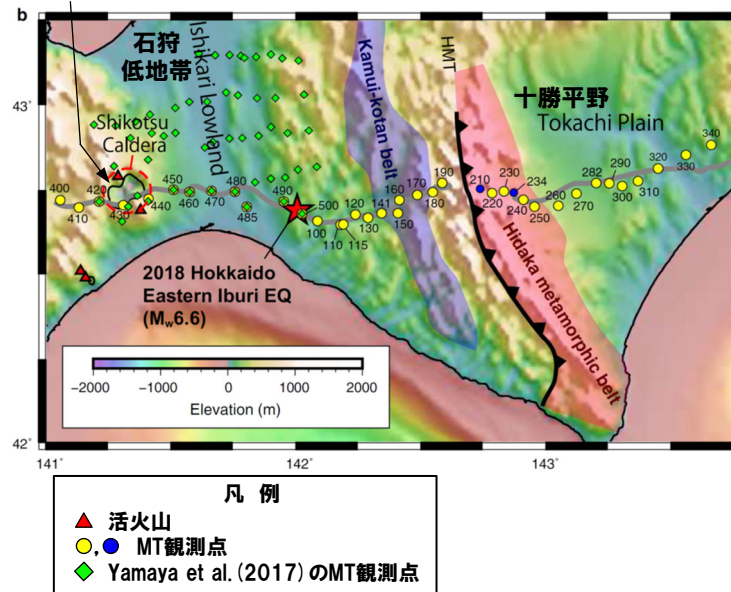 b
141°
142°
143°
43°
42°
石狩
低地帯
Ishikari Lowland
Kamui-kotan belt
HMT
十勝平野
Tokachi Plain
Shikotsu
Caldera
400
410
420
430
440
450
460
470
480
485
490
500
100
110
115
120
130
141
150
160
170
180
190
210
220
230
234
240
250
260
270
282
290
300
310
320
330
340
Hidaka metamorphic belt
2018 Hokkaido
Eastern Iburi EQ
(Mw6.6)
−2000 −1000 0 1000 2000
Elevation (m)
141° 142° 143°
凡 例
活火山
, MT観測点
Yamaya et al.(2017)のMT観測点